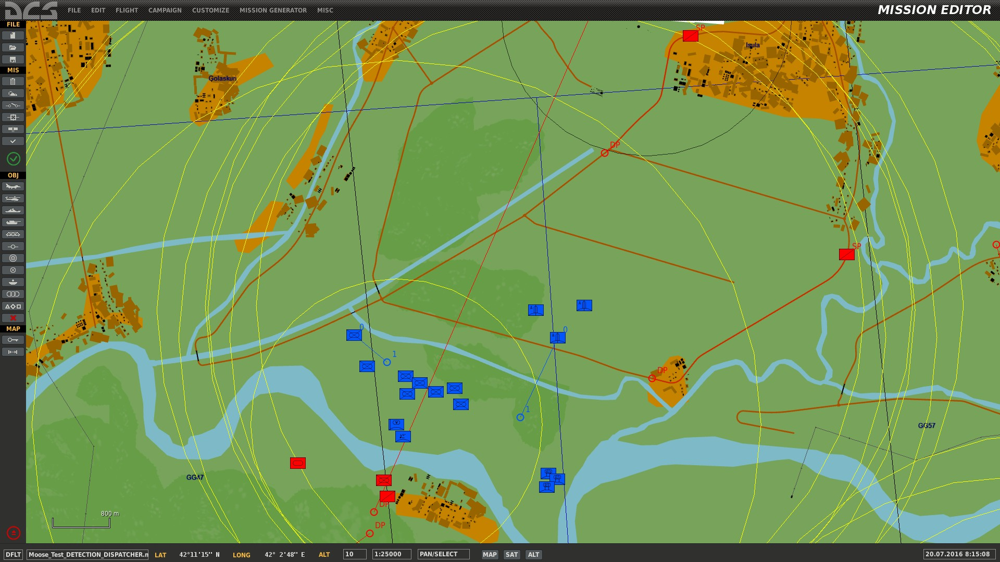 DCS FILE EDIT FLIGHT CAMPAIGN CUSTOMIZE MISSION GENERATOR MISC MISSION EDITOR
FILE
MIS
OBJ
MAP
SP
Isula
Golaskuri
DP
SP
0
1
A
A
0
A
1
DP
GG57
GG47
DP
DP
800 m
DFLT Moose_Test_DETECTION_DISPATCHER.m LAT 42°11'15" N LONG 42° 2'48" E ALT 10 1:25000 PAN/SELECT MAP SAT ALT 20.07.2016 8:15:08